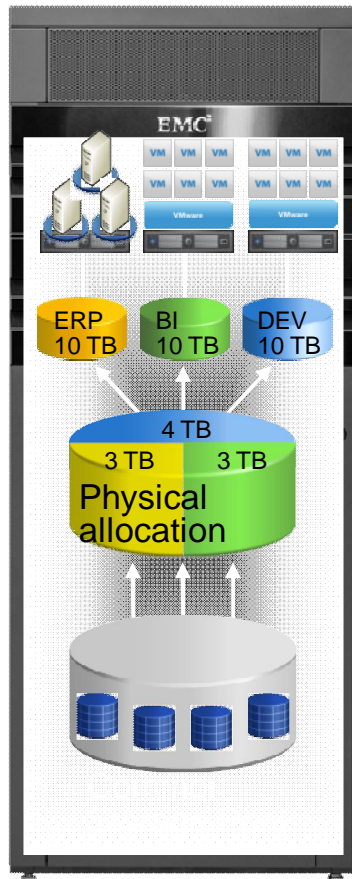 EMC²
VM VM VM VM VM VM
VM VM VM VM VM VM
VMware VMware
ERP BI DEV
10 TB 10 TB 10 TB
4 TB
3 TB 3 TB
Physical
allocation